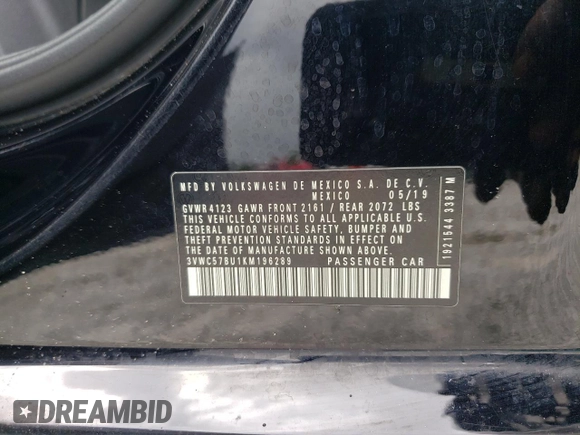 MFD BY VOLKSWAGEN DE MEXICO S.A. DE C.V.
MEXICO 05/19
GVWR4123 GAWR FRONT 2161 / REAR 2072 LBS
THIS VEHICLE CONFORMS TO ALL APPLICABLE U.S.
FEDERAL MOTOR VEHICLE SAFETY, BUMPER AND
THEFT PREVENTION STANDARDS IN EFFECT ON
THE DATE OF MANUFACTURE SHOWN ABOVE.
3VWC57BU1KM196289 PASSENGER CAR
1921544 3387 M
DREAMBID